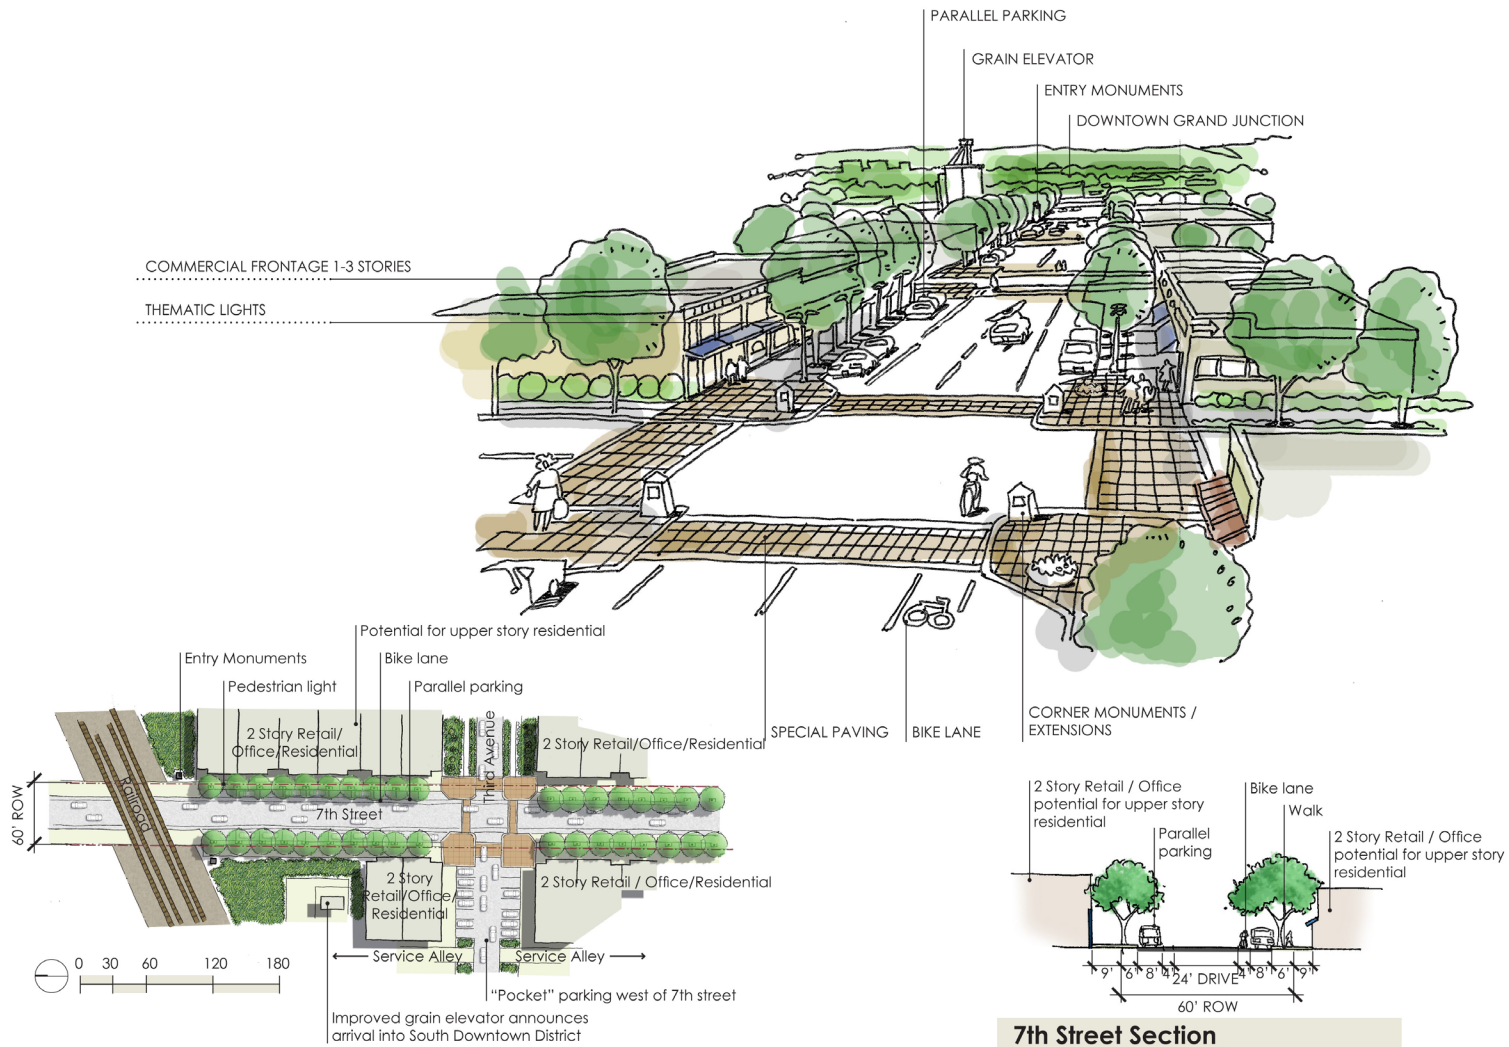 PARALLEL PARKING
GRAIN ELEVATOR
ENTRY MONUMENTS
DOWNTOWN GRAND JUNCTION
COMMERCIAL FRONTAGE 1-3 STORIES
THEMATIC LIGHTS
SPECIAL PAVING
BIKE LANE
CORNER MONUMENTS /
EXTENSIONS
Potential for upper story residential
Entry Monuments
Bike lane
Pedestrian light
Parallel parking
2 Story Retail/
Office/Residential
Third Avenue
2 Story Retail/Office/Residential
60' ROW
Railroad
7th Street
2 Story
Retail/Office/
Residential
2 Story Retail / Office/Residential
Service Alley
Service Alley
0 30 60 120 180
"Pocket" parking west of 7th street
Improved grain elevator announces
arrival into South Downtown District
2 Story Retail / Office
potential for upper story
residential
Bike lane
Walk
Parallel
parking
2 Story Retail / Office
potential for upper story
residential
9' 6' 8' 4' 24' DRIVE 4' 8' 6' 9'
60' ROW
7th Street Section